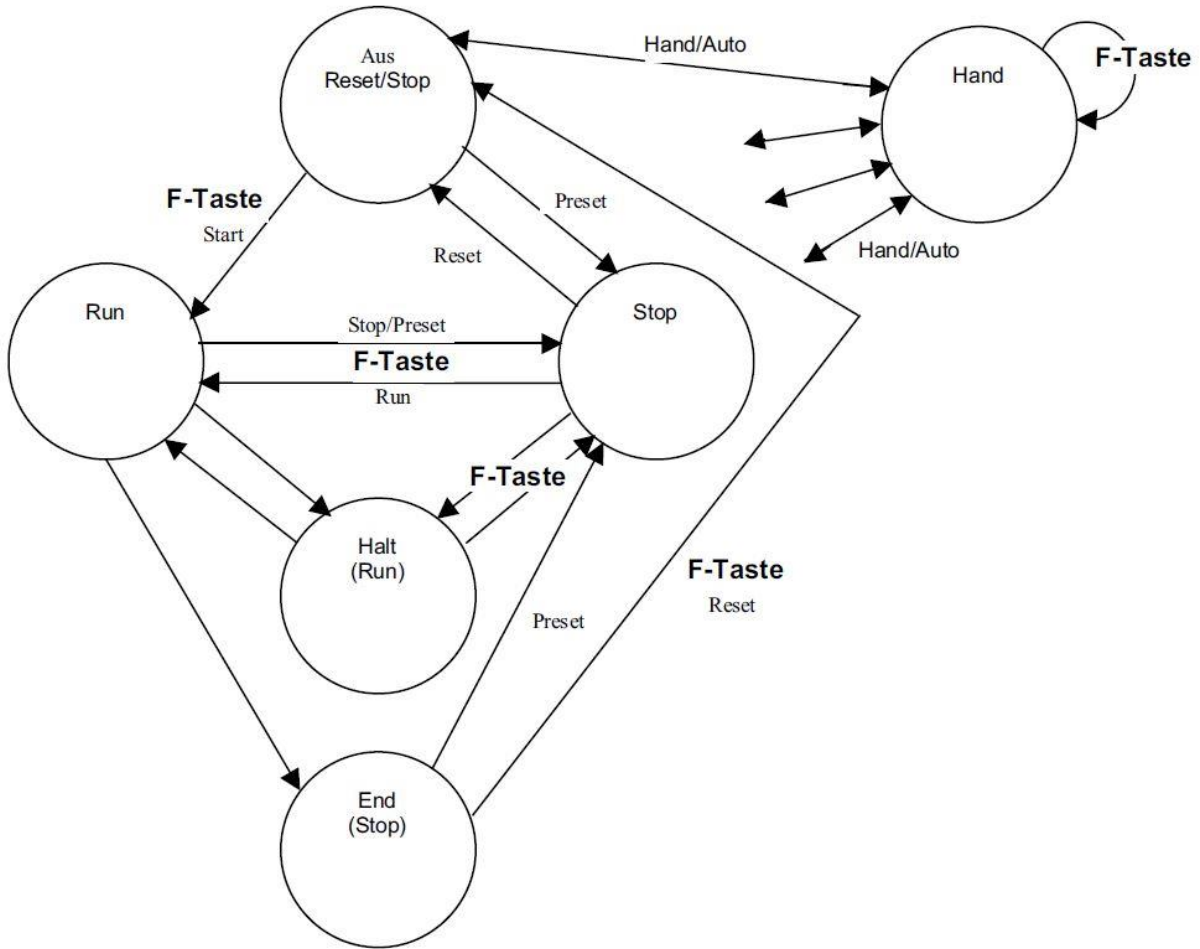 Aus
Reset/Stop
Hand/Auto
Hand
F-Taste
F-Taste
Start
Preset
Reset
Hand/Auto
Run
Stop/Preset
F-Taste
Run
Stop
F-Taste
Halt
(Run)
F-Taste
Reset
Preset
End
(Stop)